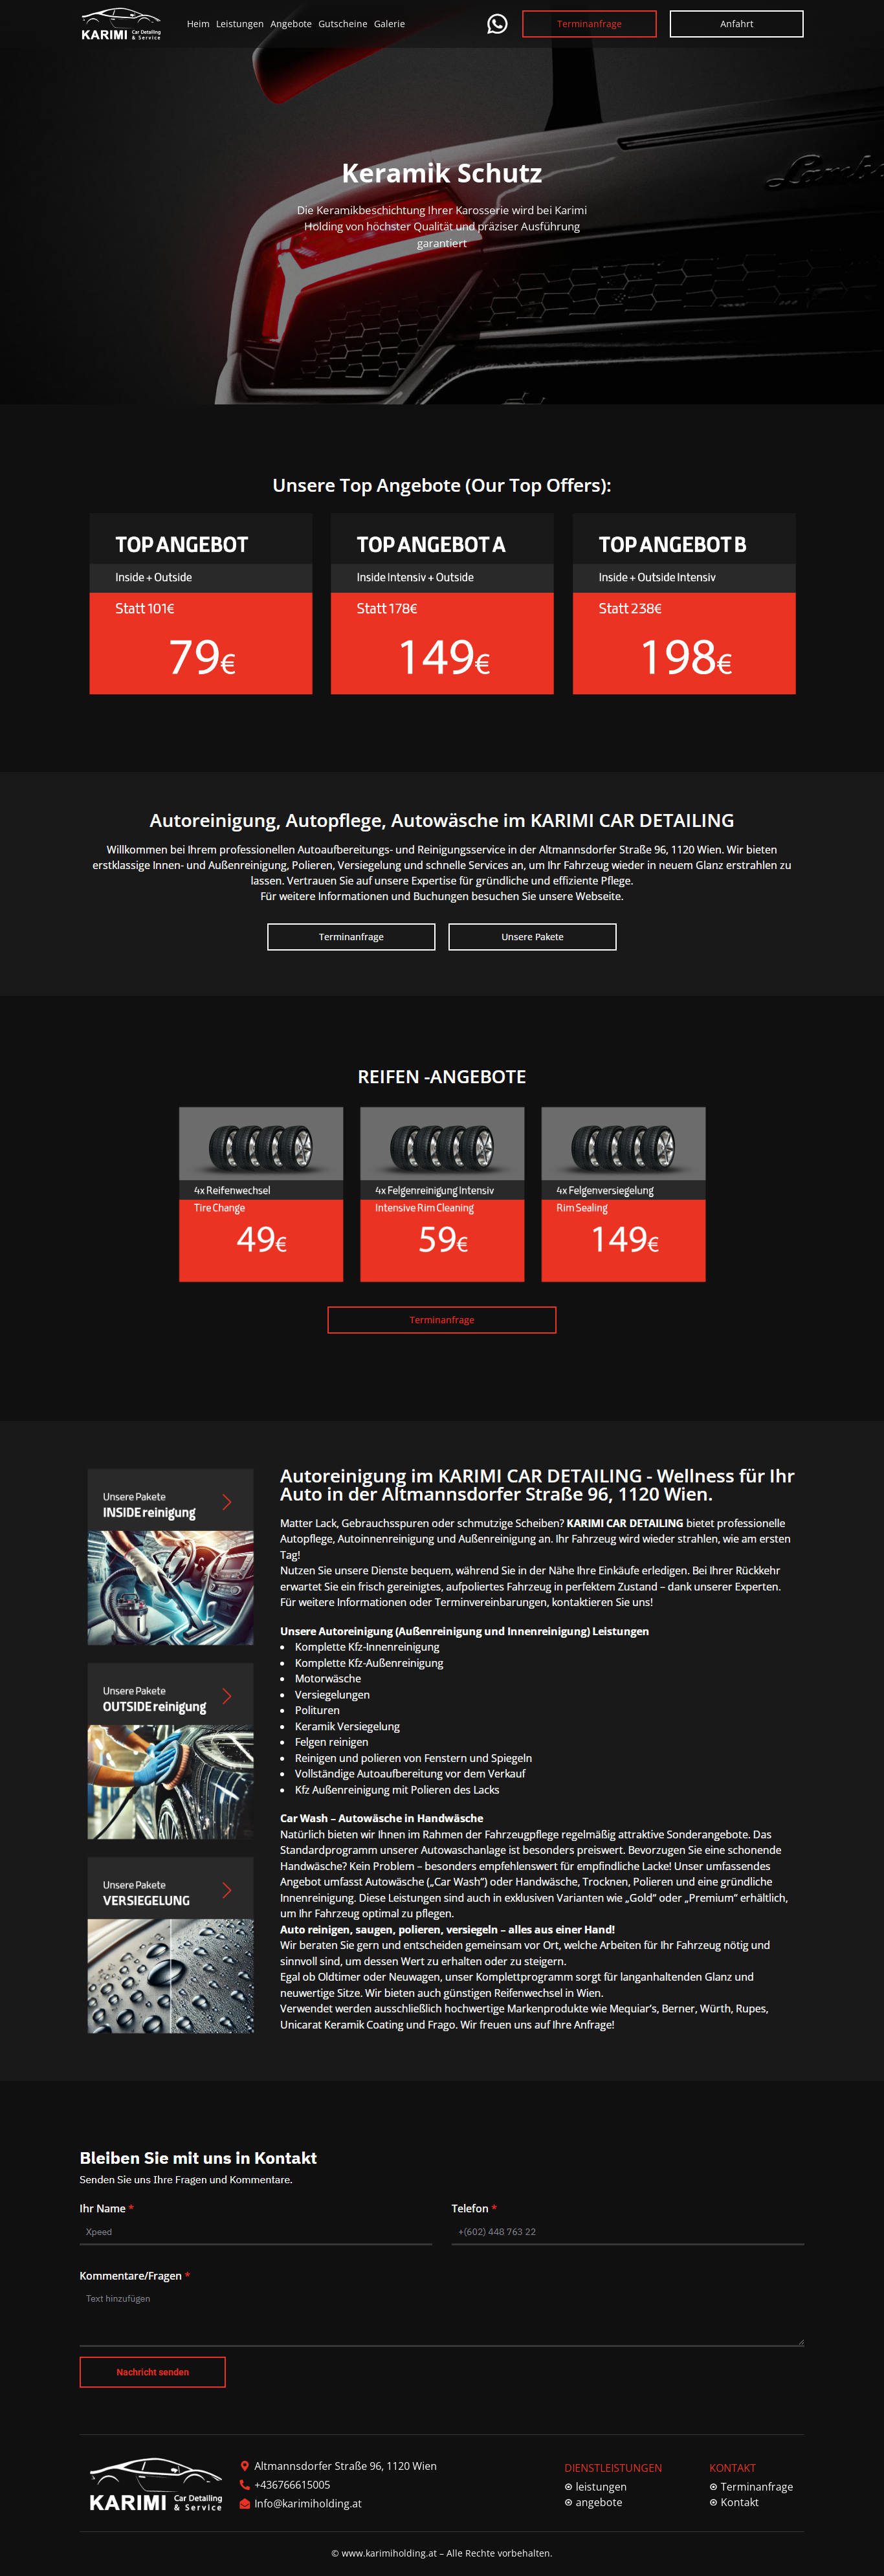 KARIMI Car Detailing & Service
Heim Leistungen Angebote Gutscheine Galerie
Terminanfrage
Anfahrt
Keramik Schutz
Die Keramikbeschichtung Ihrer Karosserie wird bei Karimi
Holding von höchster Qualität und präziser Ausführung
garantiert
Unsere Top Angebote (Our Top Offers):
TOP ANGEBOT
Inside + Outside
Statt 101€
79€
TOP ANGEBOT A
Inside Intensiv + Outside
Statt 178€
149€
TOP ANGEBOT B
Inside + Outside Intensiv
Statt 238€
198€
Autoreinigung, Autopflege, Autowäsche im KARIMI CAR DETAILING
Willkommen bei Ihrem professionellen Autoaufbereitungs- und Reinigungsservice in der Altmannsdorfer Straße 96, 1120 Wien. Wir bieten
erstklassige Innen- und Außenreinigung, Polieren, Versiegelung und schnelle Services an, um Ihr Fahrzeug wieder in neuem Glanz erstrahlen zu
lassen. Vertrauen Sie auf unsere Expertise für gründliche und effiziente Pflege.
Für weitere Informationen und Buchungen besuchen Sie unsere Webseite.
Terminanfrage
Unsere Pakete
REIFEN -ANGEBOTE
4x Reifenwechsel
Tire Change
49€
4x Felgenreinigung Intensiv
Intensive Rim Cleaning
59€
4x Felgenversiegelung
Rim Sealing
149€
Terminanfrage
Unsere Pakete
INSIDE reinigung
Unsere Pakete
OUTSIDE reinigung
Unsere Pakete
VERSIEGELUNG
Autoreinigung im KARIMI CAR DETAILING - Wellness für Ihr
Auto in der Altmannsdorfer Straße 96, 1120 Wien.
Matter Lack, Gebrauchsspuren oder schmutzige Scheiben? KARIMI CAR DETAILING bietet professionelle
Autopflege, Autoinnenreinigung und Außenreinigung an. Ihr Fahrzeug wird wieder strahlen, wie am ersten
Tag!
Nutzen Sie unsere Dienste bequem, während Sie in der Nähe Ihre Einkäufe erledigen. Bei Ihrer Rückkehr
erwartet Sie ein frisch gereinigtes, aufpoliertes Fahrzeug in perfektem Zustand – dank unserer Experten.
Für weitere Informationen oder Terminvereinbarungen, kontaktieren Sie uns!
Unsere Autoreinigung (Außenreinigung und Innenreinigung) Leistungen
• Komplette Kfz-Innenreinigung
• Komplette Kfz-Außenreinigung
• Motorwäsche
• Versiegelungen
• Polituren
• Keramik Versiegelung
• Felgen reinigen
• Reinigen und polieren von Fenstern und Spiegeln
• Vollständige Autoaufbereitung vor dem Verkauf
• Kfz Außenreinigung mit Polieren des Lacks
Car Wash – Autowäsche in Handwäsche
Natürlich bieten wir Ihnen im Rahmen der Fahrzeugpflege regelmäßig attraktive Sonderangebote. Das
Standardprogramm unserer Autowaschanlage ist besonders preiswert. Bevorzugen Sie eine schonende
Handwäsche? Kein Problem – besonders empfehlenswert für empfindliche Lacke! Unser umfassendes
Angebot umfasst Autowäsche („Car Wash“) oder Handwäsche, Trocknen, Polieren und eine gründliche
Innenreinigung. Diese Leistungen sind auch in exklusiven Varianten wie „Gold“ oder „Premium“ erhältlich,
um Ihr Fahrzeug optimal zu pflegen.
Auto reinigen, saugen, polieren, versiegeln – alles aus einer Hand!
Wir beraten Sie gern und entscheiden gemeinsam vor Ort, welche Arbeiten für Ihr Fahrzeug nötig und
sinnvoll sind, um dessen Wert zu erhalten oder zu steigern.
Egal ob Oldtimer oder Neuwagen, unser Komplettprogramm sorgt für langanhaltenden Glanz und
neuwertige Sitze. Wir bieten auch günstigen Reifenwechsel in Wien.
Verwendet werden ausschließlich hochwertige Markenprodukte wie Mequiar’s, Berner, Würth, Rupes,
Unicarat Keramik Coating und Frago. Wir freuen uns auf Ihre Anfrage!
Bleiben Sie mit uns in Kontakt
Senden Sie uns Ihre Fragen und Kommentare.
Ihr Name *
Xpeed
Telefon *
+(602) 448 763 22
Kommentare/Fragen *
Text hinzufügen
Nachricht senden
KARIMI Car Detailing & Service
Altmannsdorfer Straße 96, 1120 Wien
+436766615005
Info@karimiholding.at
DIENSTLEISTUNGEN
leistungen
angebote
KONTAKT
Terminanfrage
Kontakt
© www.karimiholding.at – Alle Rechte vorbehalten.